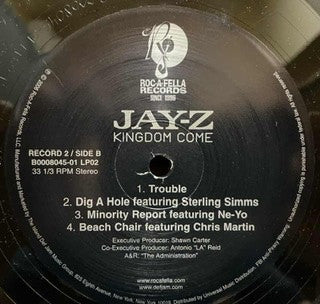 R
ROC-A-FELLA
RECORDS
SINCE 1996
JAY-Z
KINGDOM COME
RECORD 2 / SIDE B
B0008045-01 LP02
33 1/3 RPM Stereo
1. Trouble
2. Dig A Hole featuring Sterling Simms
3. Minority Report featuring Ne-Yo
4. Beach Chair featuring Chris Martin
Executive Producer: Shawn Carter
Co-Executive Producer: Antonio "LA" Reid
A&R: "The Administration"
www.rocafella.com
www.defjam.com